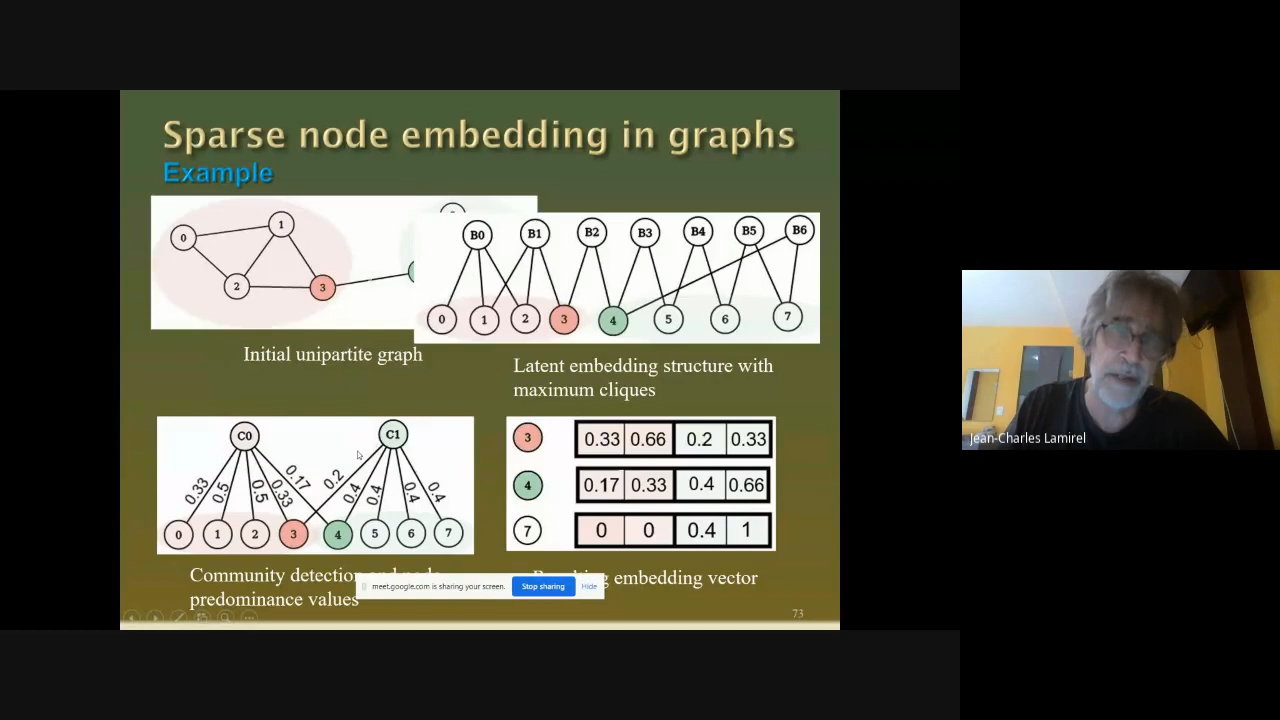 Sparse node embedding in graphs
Example
0 1 2 3
B0 B1 B2 B3 B4 B5 B6
0 1 2 3 4 5 6 7
Initial unipartite graph
Latent embedding structure with
maximum cliques
C0 C1
0.33 0.5 0.5 0.33 0.17 0.2 0.4 0.4 0.4 0.4
0 1 2 3 4 5 6 7
3 0.33 0.66 0.2 0.33
4 0.17 0.33 0.4 0.66
7 0 0 0.4 1
Community detection
predominance values
embedding vector
meet.google.com is sharing your screen. Stop sharing Hide
73
Jean-Charles Lamirel